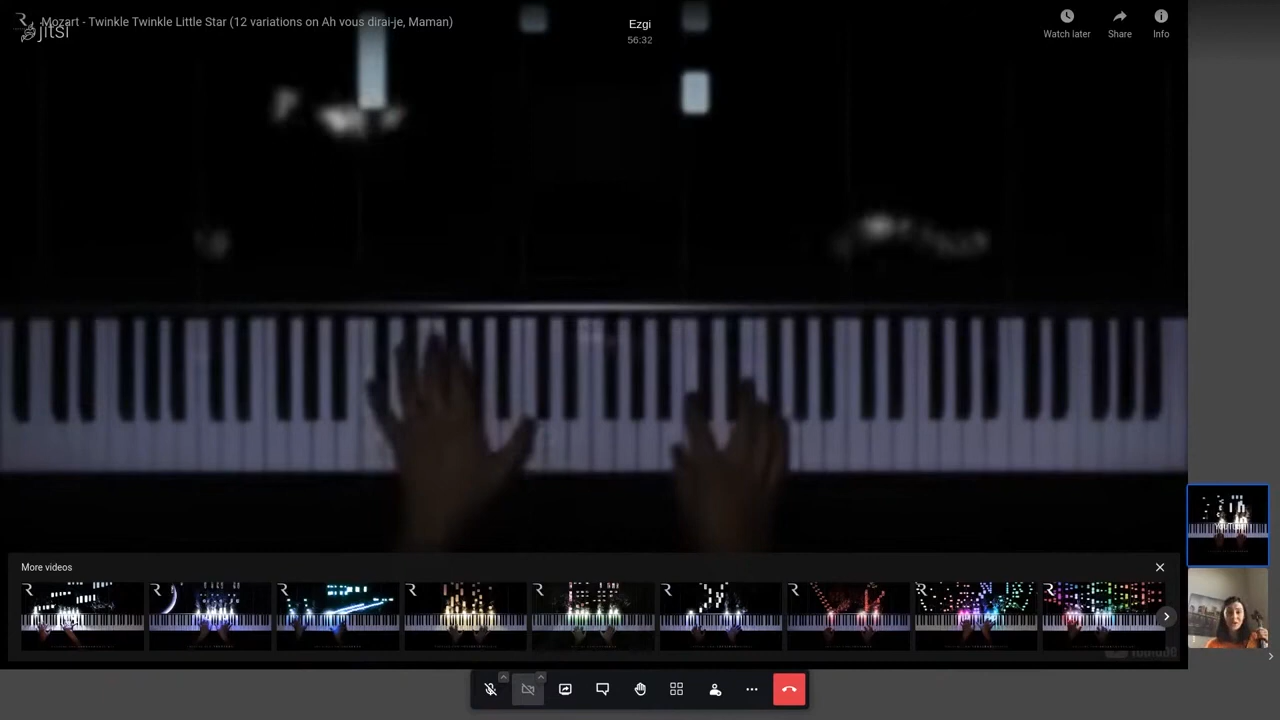 Mozart - Twinkle Twinkle Little Star (12 variations on Ah vous dirai-je, Maman)
jitsi
Ezgi
56:32
Watch later
Share
Info
More videos
YouTube